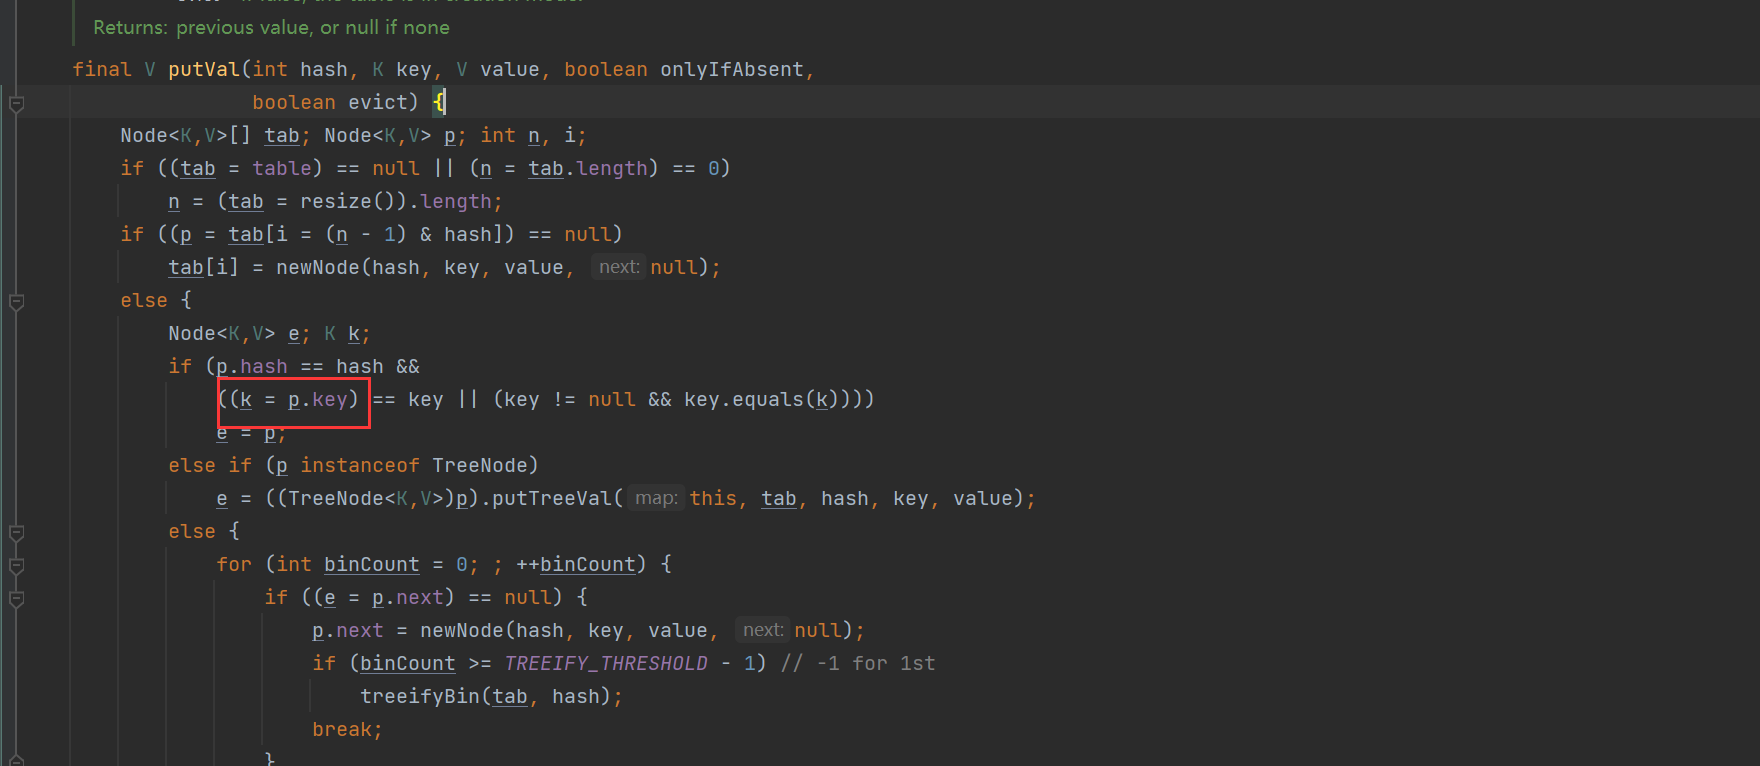 Returns: previous value, or null if none
final V putVal(int hash, K key, V value, boolean onlyIfAbsent,
boolean evict) {
Node<K,V>[] tab; Node<K,V> p; int n, i;
if ((tab = table) == null || (n = tab.length) == 0)
n = (tab = resize()).length;
if ((p = tab[i = (n - 1) & hash]) == null)
tab[i] = newNode(hash, key, value, next: null);
else {
Node<K,V> e; K k;
if (p.hash == hash &&
((k = p.key) == key || (key != null && key.equals(k))))
e = p;
else if (p instanceof TreeNode)
e = ((TreeNode<K,V>)p).putTreeVal( map: this, tab, hash, key, value);
else {
for (int binCount = 0; ; ++binCount) {
if ((e = p.next) == null) {
p.next = newNode(hash, key, value, next: null);
if (binCount >= TREEIFY_THRESHOLD - 1) // -1 for 1st
treeifyBin(tab, hash);
break;
}